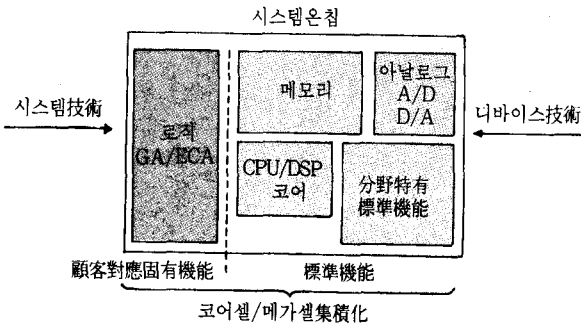 시스템온칩
시스템技術
로직
GA/ECA
메모리
아날로그
A/D
D/A
CPU/DSP
코어
分野特有
標準機能
디바이스技術
顧客對應固有機能
標準機能
코어셀/메가셀集積化